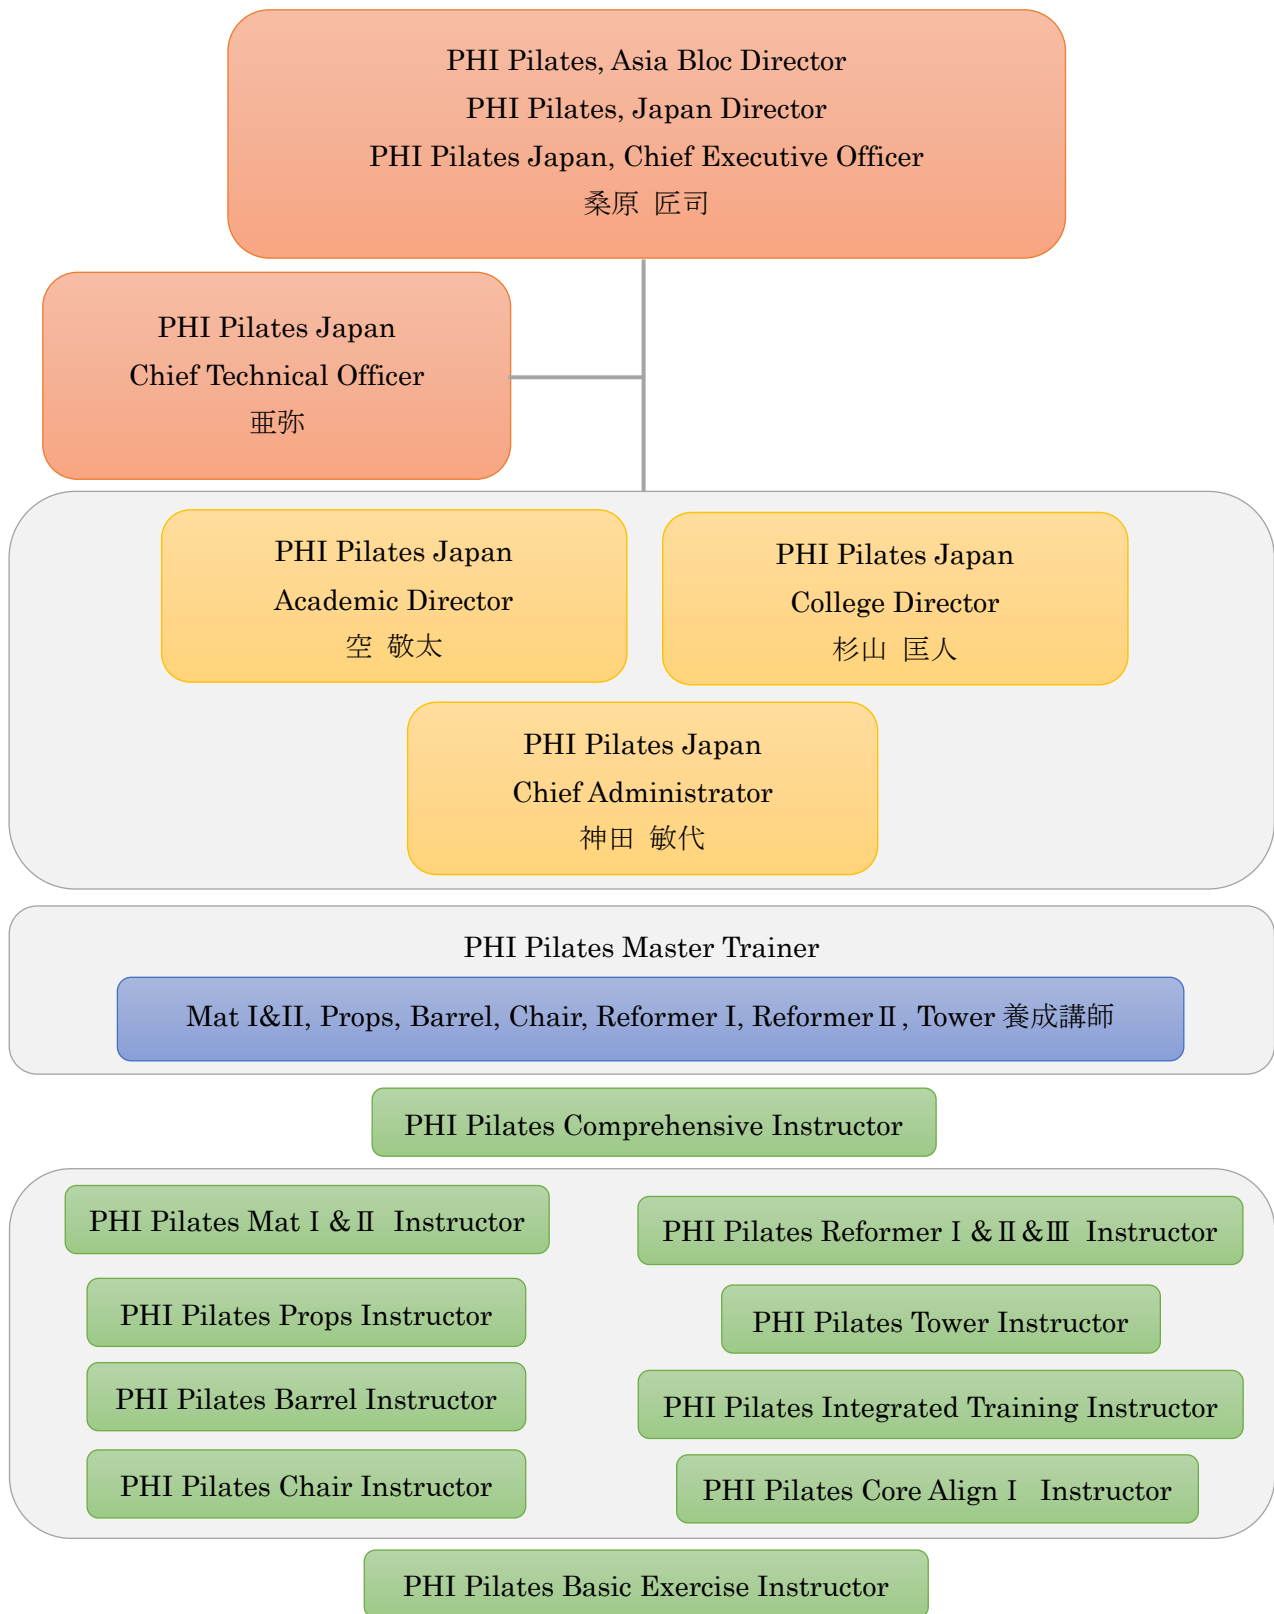 PHI Pilates, Asia Bloc Director
PHI Pilates, Japan Director
PHI Pilates Japan, Chief Executive Officer
桑原 匠司
PHI Pilates Japan
Chief Technical Officer
亜弥
PHI Pilates Japan
Academic Director
空 敬太
PHI Pilates Japan
College Director
杉山 匡人
PHI Pilates Japan
Chief Administrator
神田 敏代
PHI Pilates Master Trainer
Mat I&II, Props, Barrel, Chair, Reformer I, ReformerⅡ, Tower 養成講師
PHI Pilates Comprehensive Instructor
PHI Pilates MatⅠ&Ⅱ Instructor
PHI Pilates Props Instructor
PHI Pilates Barrel Instructor
PHI Pilates Chair Instructor
PHI Pilates ReformerⅠ&Ⅱ&Ⅲ Instructor
PHI Pilates Tower Instructor
PHI Pilates Integrated Training Instructor
PHI Pilates Core AlignⅠ Instructor
PHI Pilates Basic Exercise Instructor